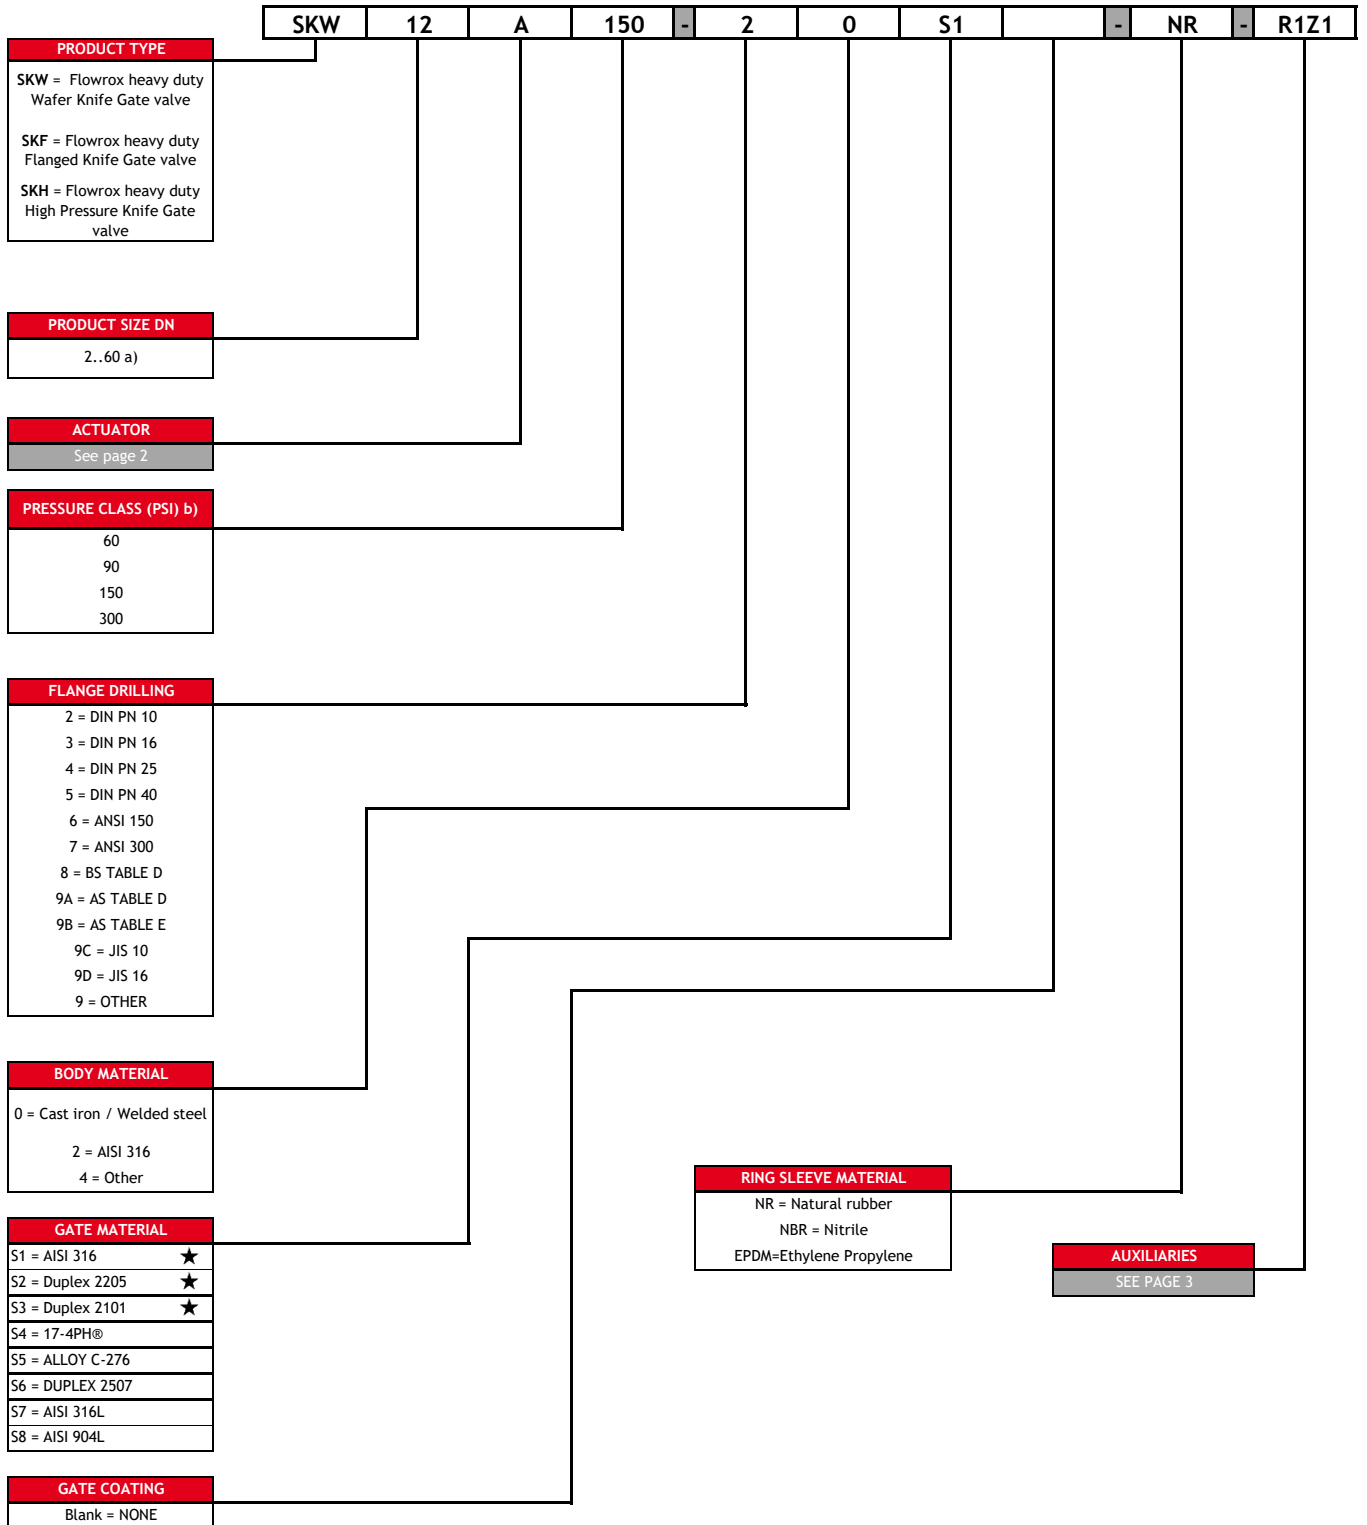 SKW 12 A 150 - 2 0 S1 - NR - R1Z1
PRODUCT TYPE
SKW = Flowrox heavy duty
Wafer Knife Gate valve
SKF = Flowrox heavy duty
Flanged Knife Gate valve
SKH = Flowrox heavy duty
High Pressure Knife Gate
valve
PRODUCT SIZE DN
2..60 a)
ACTUATOR
See page 2
PRESSURE CLASS (PSI) b)
60
90
150
300
FLANGE DRILLING
2 = DIN PN 10
3 = DIN PN 16
4 = DIN PN 25
5 = DIN PN 40
6 = ANSI 150
7 = ANSI 300
8 = BS TABLE D
9A = AS TABLE D
9B = AS TABLE E
9C = JIS 10
9D = JIS 16
9 = OTHER
BODY MATERIAL
0 = Cast iron / Welded steel
2 = AISI 316
4 = Other
GATE MATERIAL
S1 = AISI 316 ★
S2 = Duplex 2205 ★
S3 = Duplex 2101 ★
S4 = 17-4PH®
S5 = ALLOY C-276
S6 = DUPLEX 2507
S7 = AISI 316L
S8 = AISI 904L
GATE COATING
Blank = NONE
RING SLEEVE MATERIAL
NR = Natural rubber
NBR = Nitrile
EPDM=Ethylene Propylene
AUXILIARIES
SEE PAGE 3